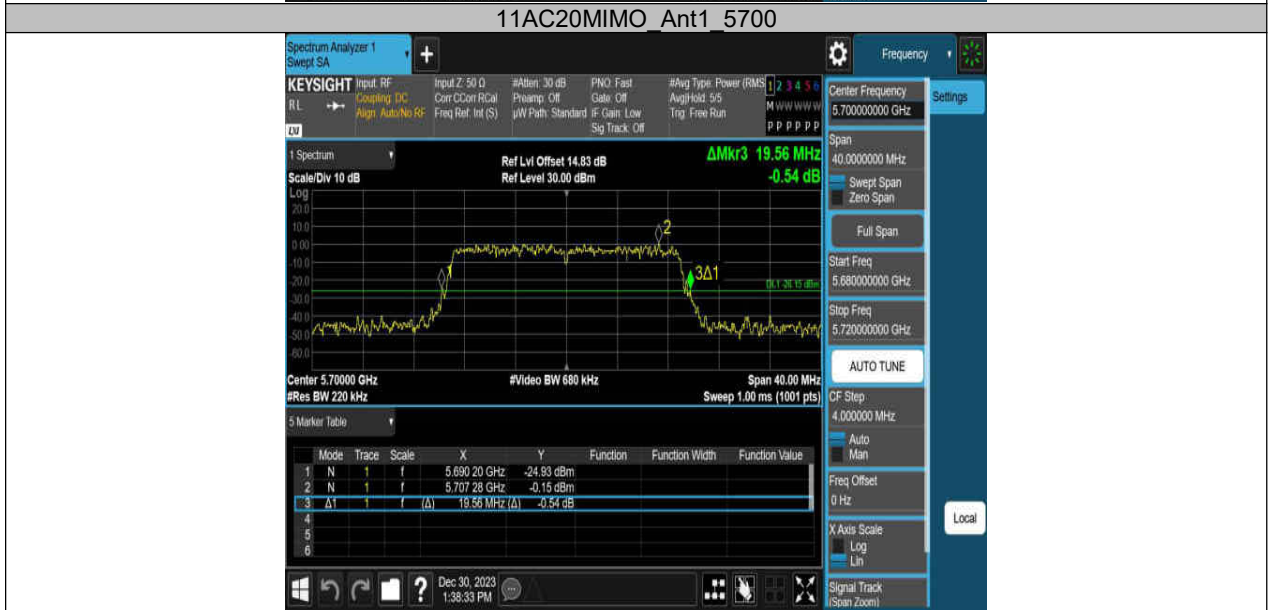 11AC20MIMO_Ant1_5700
Spectrum Analyzer 1
Swept SA
+
Frequency
KEYSIGHT
RL
LXI
Input: RF
Coupling: DC
Align: Auto/No RF
Input Z: 50 Ω
Corr CCorr RCal
Freq Ref: Int (S)
#Atten: 30 dB
Preamp: Off
µW Path: Standard
PNO: Fast
Gate: Off
IF Gain: Low
Sig Track: Off
#Avg Type: Power (RMS
Avg|Hold: 5/5
Trig: Free Run
1 2 3 4 5 6
M W W W W W
P P P P P P
Center Frequency
5.700000000 GHz
Settings
Span
40.0000000 MHz
Swept Span
Zero Span
Full Span
Start Freq
5.680000000 GHz
Stop Freq
5.720000000 GHz
AUTO TUNE
CF Step
4.000000 MHz
Auto
Man
Freq Offset
0 Hz
X Axis Scale
Log
Lin
Signal Track
(Span Zoom)
Local
1 Spectrum
Scale/Div 10 dB
Ref Lvl Offset 14.83 dB
Ref Level 30.00 dBm
ΔMkr3 19.56 MHz
-0.54 dB
Log
20.0
10.0
0.00
-10.0
-20.0
-30.0
-40.0
-50.0
-60.0
1
2
3Δ1
DL1 -26.15 dBm
Center 5.70000 GHz
#Video BW 680 kHz
Span 40.00 MHz
#Res BW 220 kHz
Sweep 1.00 ms (1001 pts)
5 Marker Table
Mode Trace Scale X Y Function Function Width Function Value
1 N 1 f 5.690 20 GHz -24.93 dBm
2 N 1 f 5.707 28 GHz -0.15 dBm
3 Δ1 1 f (Δ) 19.56 MHz (Δ) -0.54 dB
4
5
6
?
Dec 30, 2023
1:38:33 PM